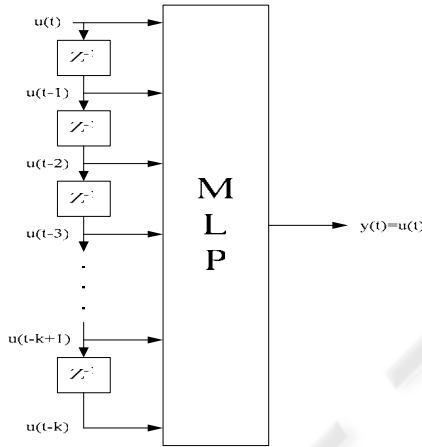 u(t)
Z⁻¹
u(t-1)
Z⁻¹
u(t-2)
Z⁻¹
u(t-3)
u(t-k+1)
Z⁻¹
u(t-k)
M
L
P
y(t)=u(t)